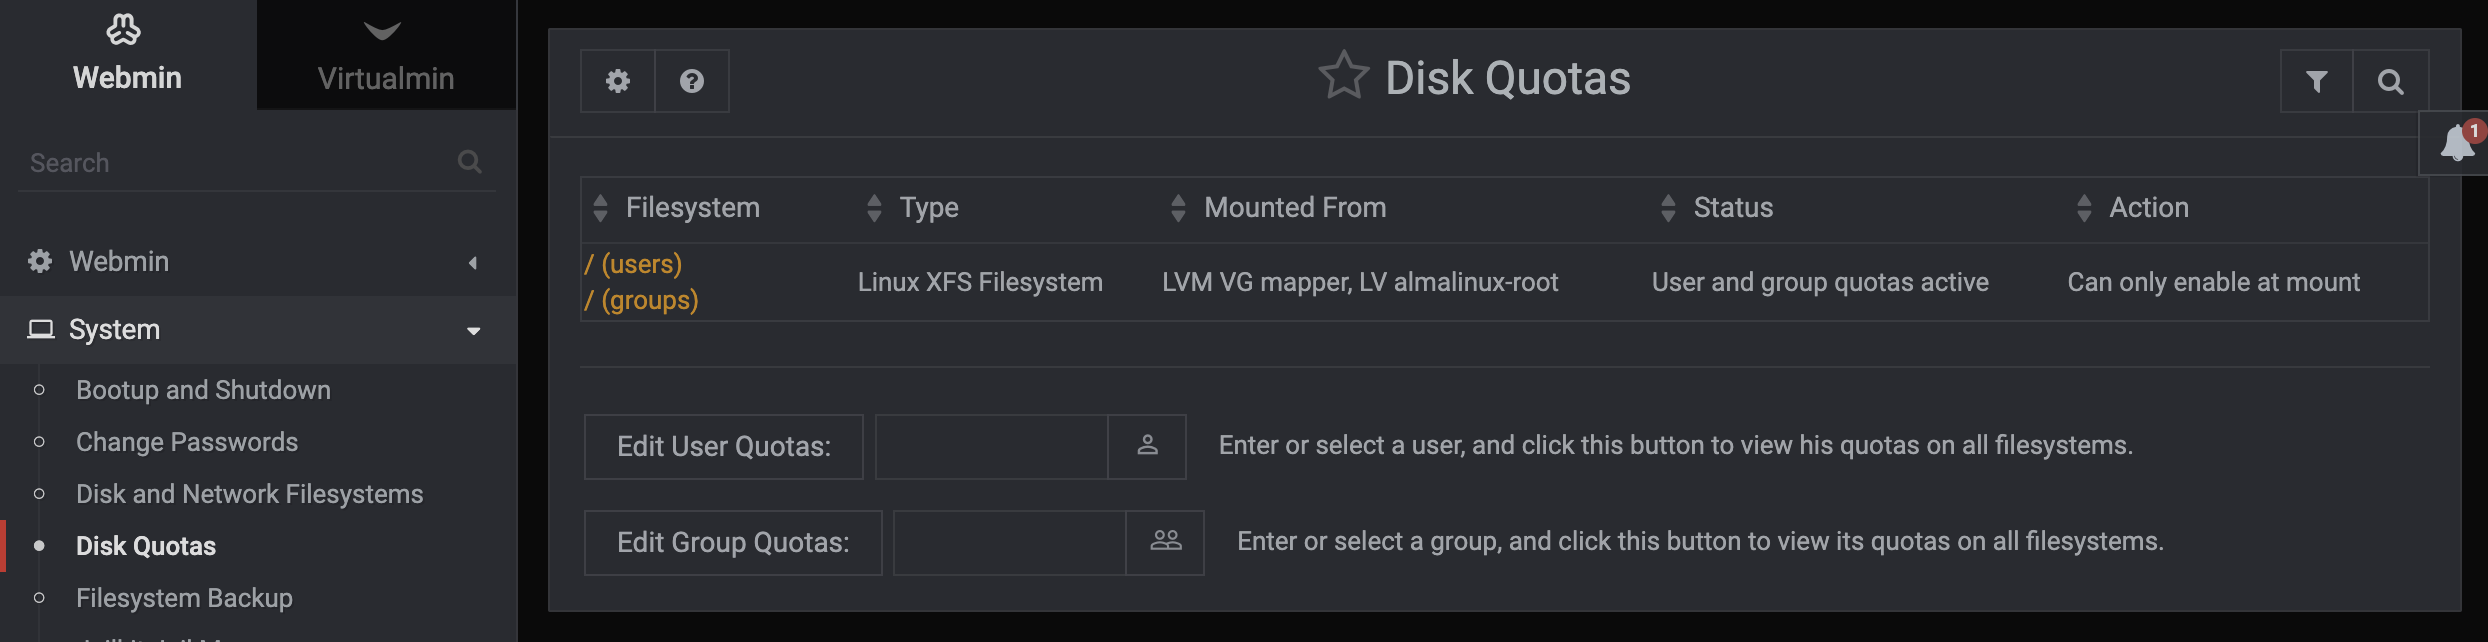 Webmin
Virtualmin
Search
Webmin
System
Bootup and Shutdown
Change Passwords
Disk and Network Filesystems
Disk Quotas
Filesystem Backup
Disk Quotas
1
Filesystem Type Mounted From Status Action
/ (users)
/ (groups)
Linux XFS Filesystem LVM VG mapper, LV almalinux-root User and group quotas active Can only enable at mount
Edit User Quotas: Enter or select a user, and click this button to view his quotas on all filesystems.
Edit Group Quotas: Enter or select a group, and click this button to view its quotas on all filesystems.